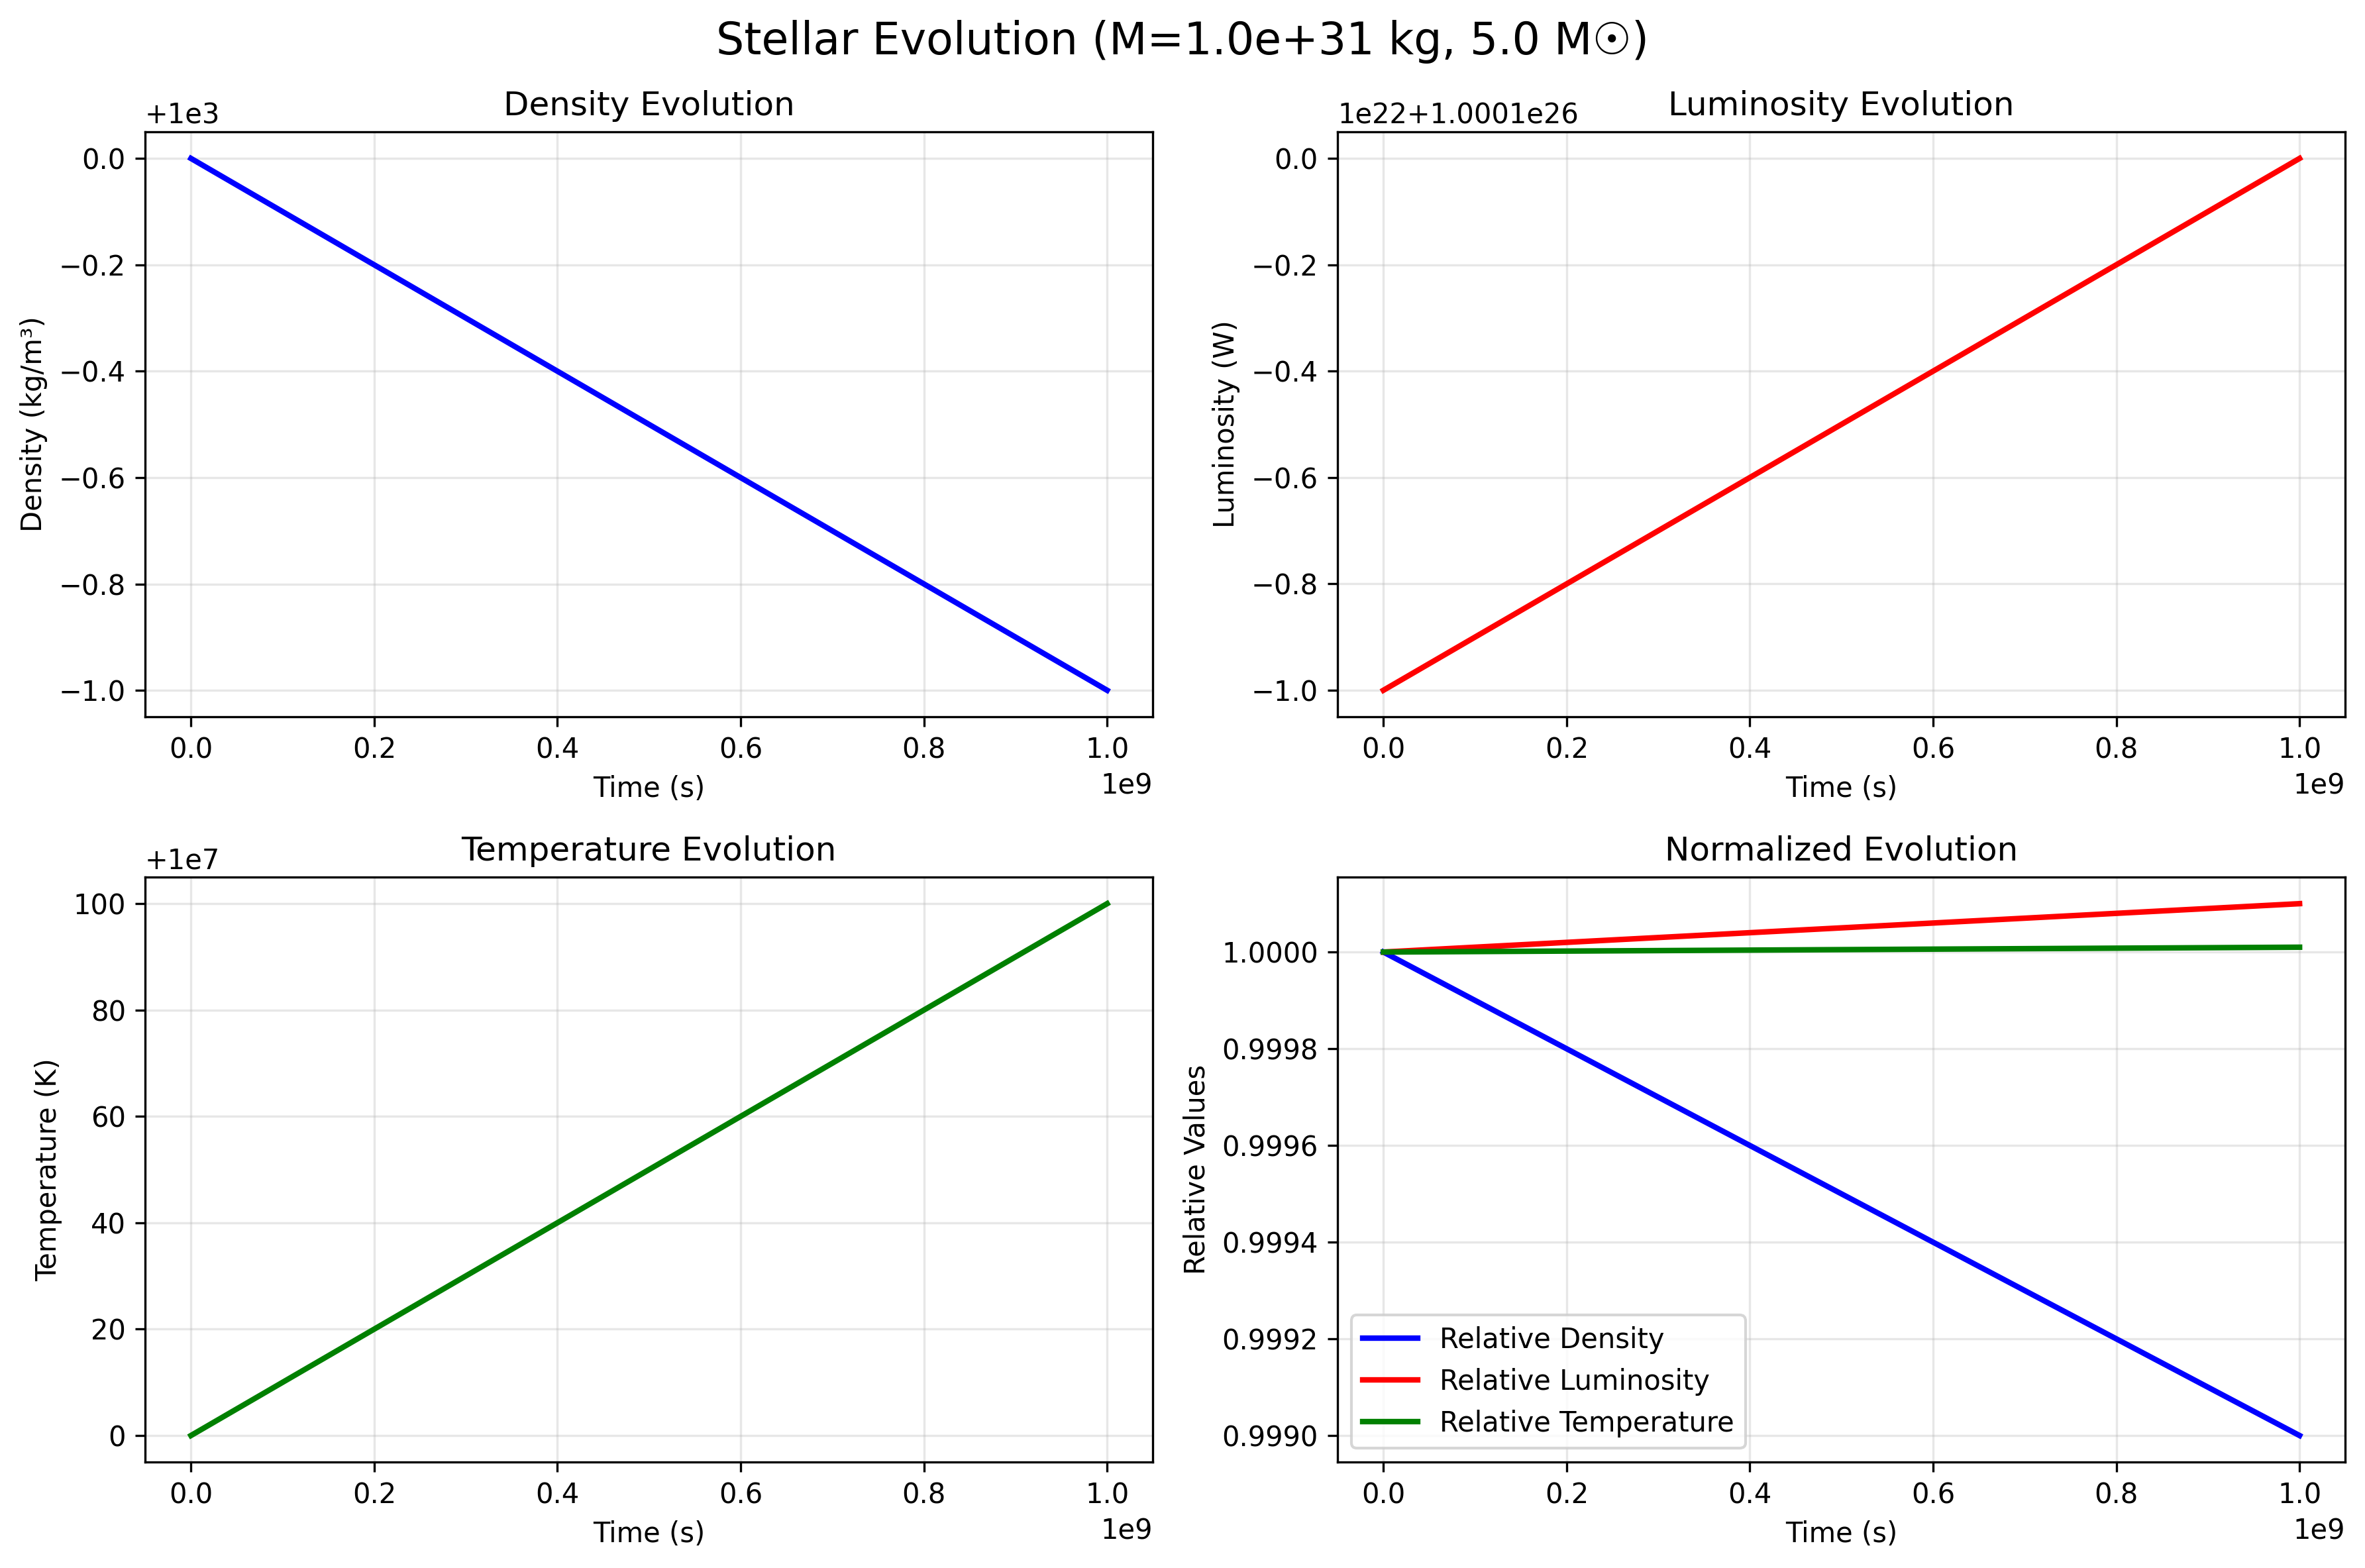 Stellar Evolution (M=1.0e+31 kg, 5.0 M☉)
Density Evolution
+1e3
0.0
−0.2
−0.4
−0.6
−0.8
−1.0
Density (kg/m³)
0.0 0.2 0.4 0.6 0.8 1.0
1e9
Time (s)
Luminosity Evolution
1e22+1.0001e26
0.0
−0.2
−0.4
−0.6
−0.8
−1.0
Luminosity (W)
0.0 0.2 0.4 0.6 0.8 1.0
1e9
Time (s)
Temperature Evolution
+1e7
100
80
60
40
20
0
Temperature (K)
0.0 0.2 0.4 0.6 0.8 1.0
1e9
Time (s)
Normalized Evolution
1.0000
0.9998
0.9996
0.9994
0.9992
0.9990
Relative Values
Relative Density
Relative Luminosity
Relative Temperature
0.0 0.2 0.4 0.6 0.8 1.0
1e9
Time (s)